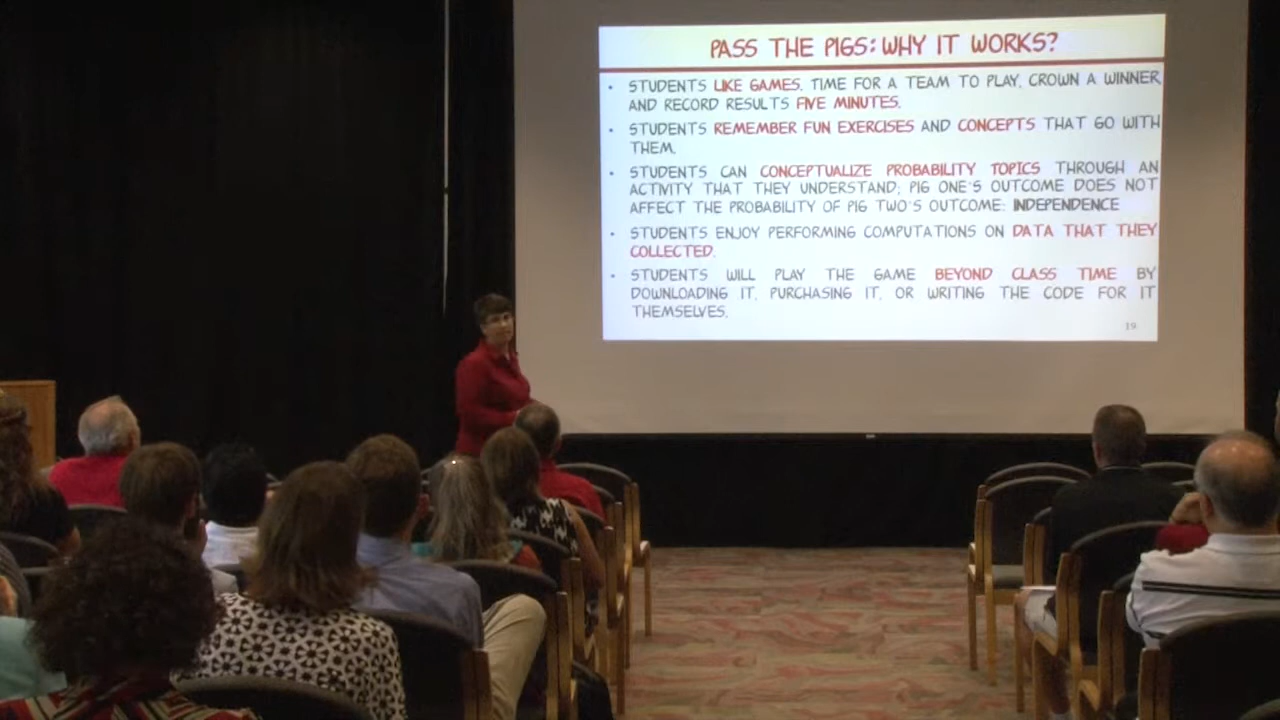 PASS THE PIGS: WHY IT WORKS?
• STUDENTS LIKE GAMES. TIME FOR A TEAM TO PLAY, CROWN A WINNER,
AND RECORD RESULTS FIVE MINUTES.
• STUDENTS REMEMBER FUN EXERCISES AND CONCEPTS THAT GO WITH
THEM.
• STUDENTS CAN CONCEPTUALIZE PROBABILITY TOPICS THROUGH AN
ACTIVITY THAT THEY UNDERSTAND; PIG ONE'S OUTCOME DOES NOT
AFFECT THE PROBABILITY OF PIG TWO'S OUTCOME: INDEPENDENCE
• STUDENTS ENJOY PERFORMING COMPUTATIONS ON DATA THAT THEY
COLLECTED.
• STUDENTS WILL PLAY THE GAME BEYOND CLASS TIME BY
DOWNLOADING IT, PURCHASING IT, OR WRITING THE CODE FOR IT
THEMSELVES.
19